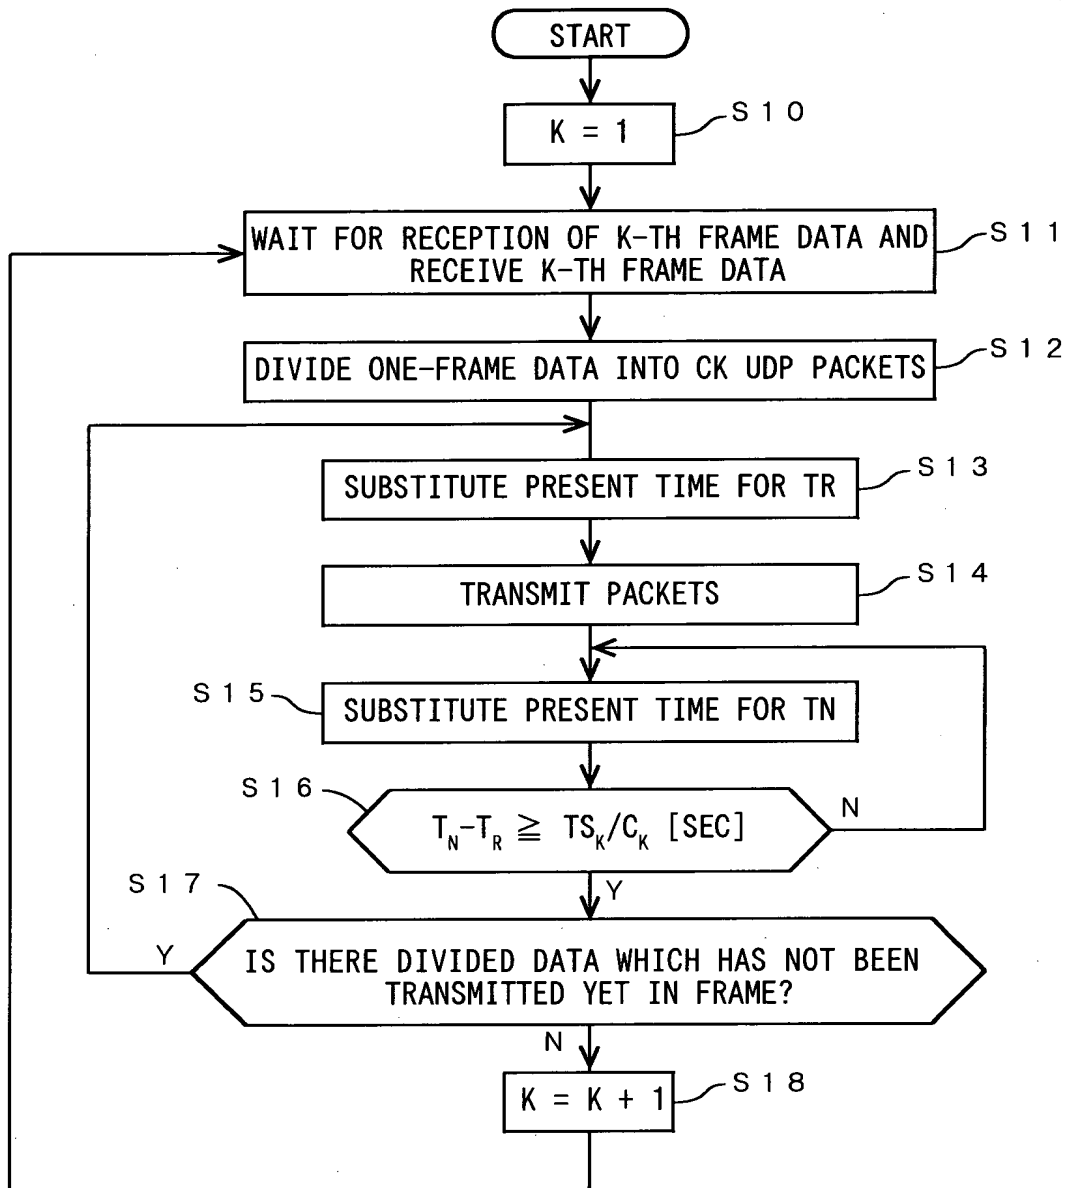 START
K = 1
S10
WAIT FOR RECEPTION OF K-TH FRAME DATA AND
RECEIVE K-TH FRAME DATA
S11
DIVIDE ONE-FRAME DATA INTO CK UDP PACKETS
S12
SUBSTITUTE PRESENT TIME FOR TR
S13
TRANSMIT PACKETS
S14
S15
SUBSTITUTE PRESENT TIME FOR TN
S16
T_N-T_R ≧ TS_K/C_K [SEC]
N
Y
S17
Y
IS THERE DIVIDED DATA WHICH HAS NOT BEEN
TRANSMITTED YET IN FRAME?
N
K = K + 1
S18